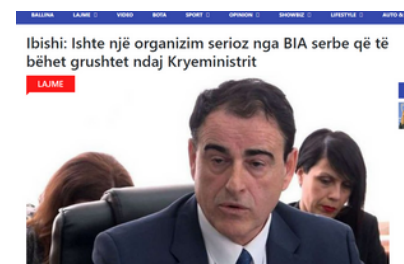 BALLINA LAJME VIDEO BOTA SPORT OPINION SHOWBIZ LIFESTYLE AUTO &
Ibishi: Ishte një organizim serioz nga BIA serbe që të
bëhet grushtet ndaj Kryeministrit
LAJME